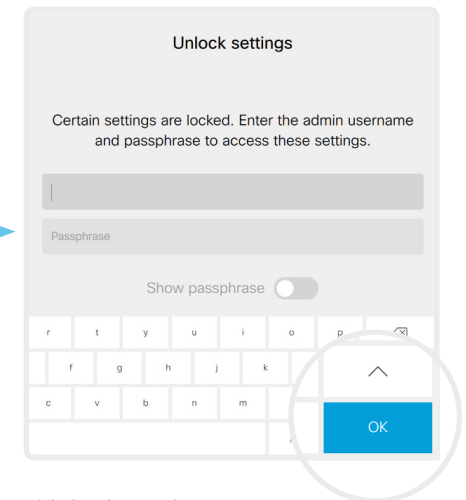 Unlock settings
Certain settings are locked. Enter the admin username
and passphrase to access these settings.
Passphrase
Show passphrase
r t y u i o p
f g h j k
c v b n m
OK